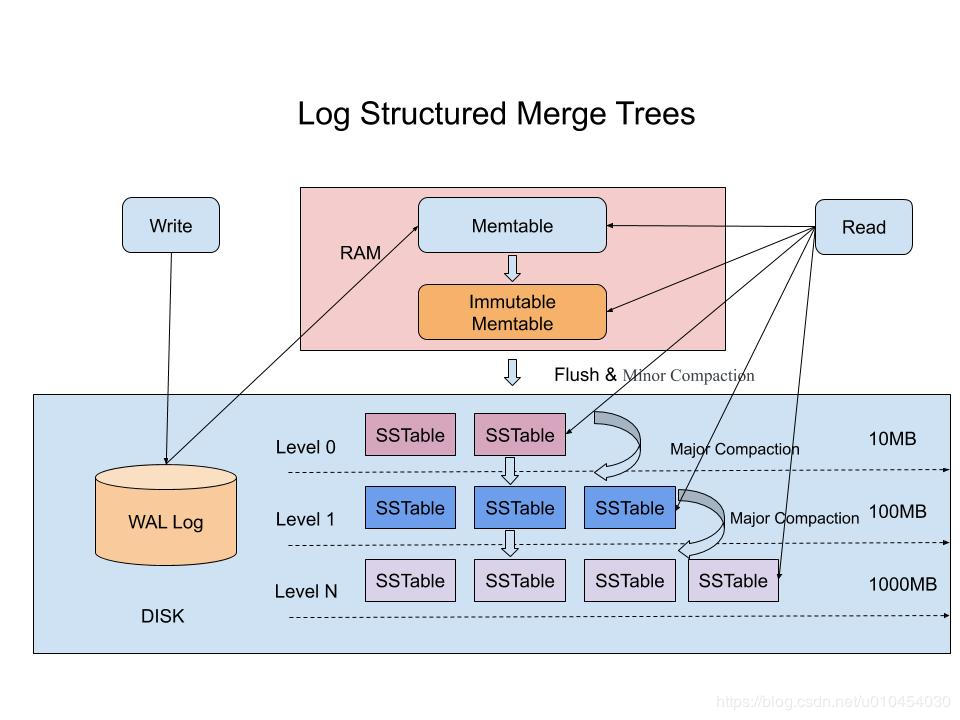 Log Structured Merge Trees
Write
Memtable
Read
RAM
Immutable
Memtable
Flush & Minor Compaction
Level 0
SSTable
SSTable
Major Compaction
10MB
Level 1
SSTable
SSTable
SSTable
Major Compaction
100MB
WAL Log
Level N
SSTable
SSTable
SSTable
SSTable
1000MB
DISK
https://blog.csdn.net/u010454030